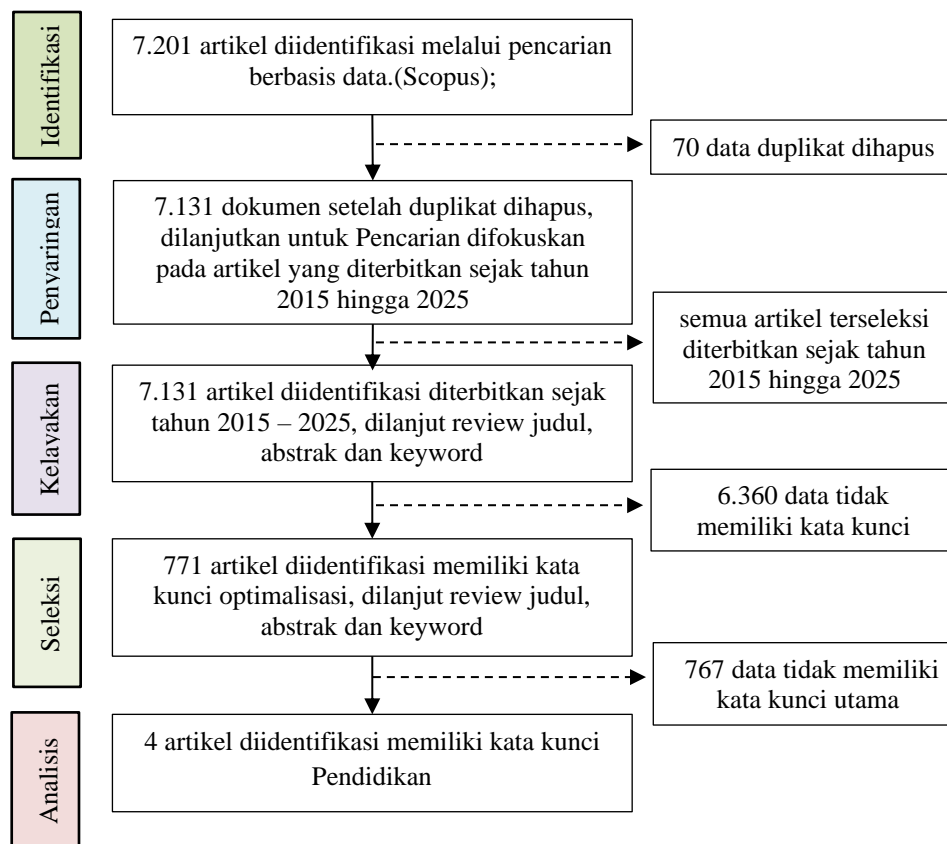 Identifikasi
7.201 artikel diidentifikasi melalui pencarian
berbasis data.(Scopus);
70 data duplikat dihapus
Penyaringan
7.131 dokumen setelah duplikat dihapus,
dilanjutkan untuk Pencarian difokuskan
pada artikel yang diterbitkan sejak tahun
2015 hingga 2025
semua artikel terseleksi
diterbitkan sejak tahun
2015 hingga 2025
Kelayakan
7.131 artikel diidentifikasi diterbitkan sejak
tahun 2015 – 2025, dilanjut review judul,
abstrak dan keyword
6.360 data tidak
memiliki kata kunci
Seleksi
771 artikel diidentifikasi memiliki kata
kunci optimalisasi, dilanjut review judul,
abstrak dan keyword
767 data tidak memiliki
kata kunci utama
Analisis
4 artikel diidentifikasi memiliki kata kunci
Pendidikan